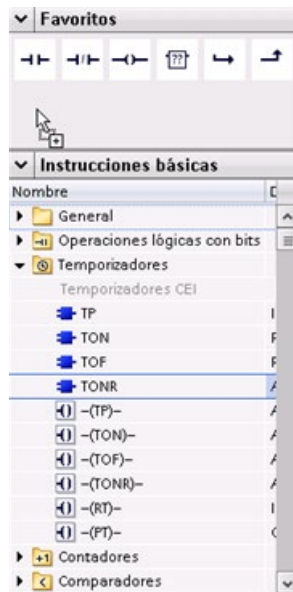 Favoritos
??
Instrucciones básicas
Nombre D
General
Operaciones lógicas con bits
Temporizadores
Temporizadores CEI
TP I
TON
TOF
TONR A
-(TP)- A
-(TON)- A
-(TOF)- A
-(TONR)- A
-(RT)- I
-(PT)- C
+1 Contadores
Comparadores